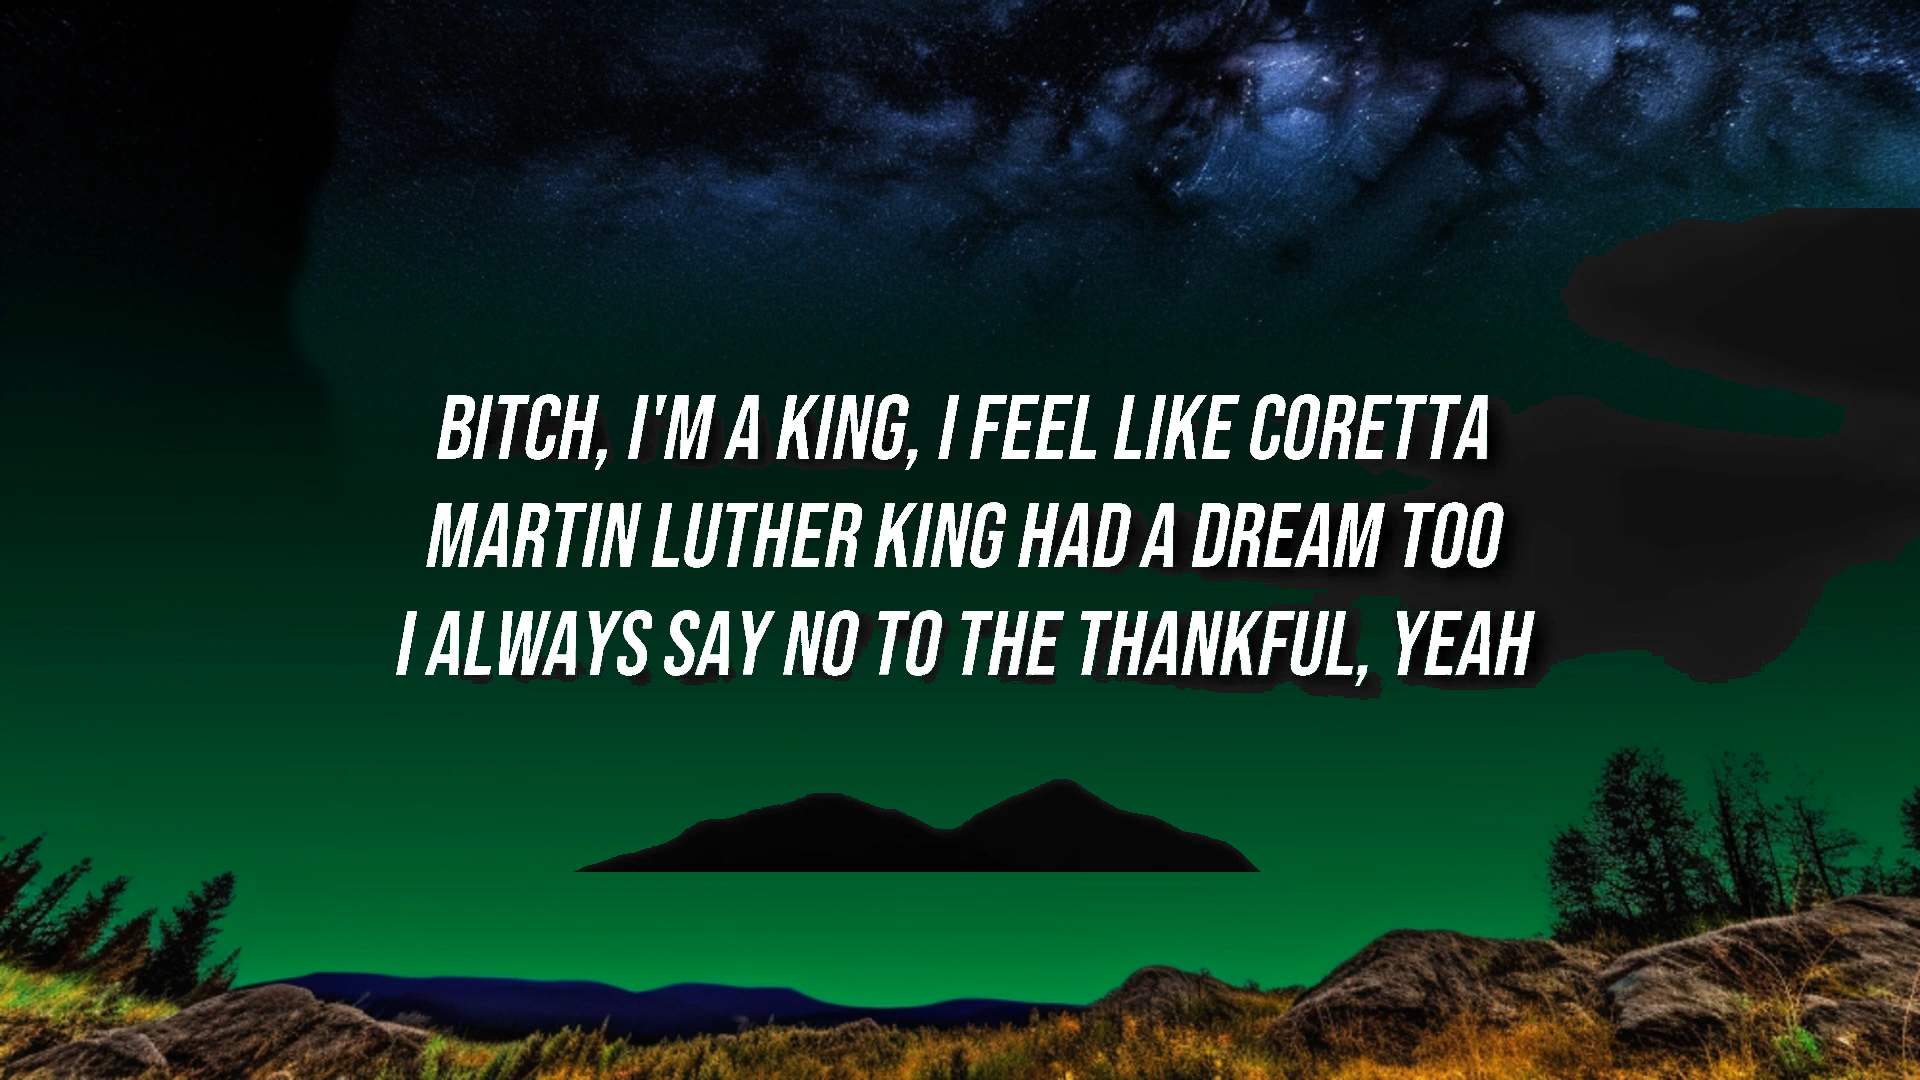 BITCH, I'M A KING, I FEEL LIKE CORETTA
MARTIN LUTHER KING HAD A DREAM TOO
I ALWAYS SAY NO TO THE THANKFUL, YEAH